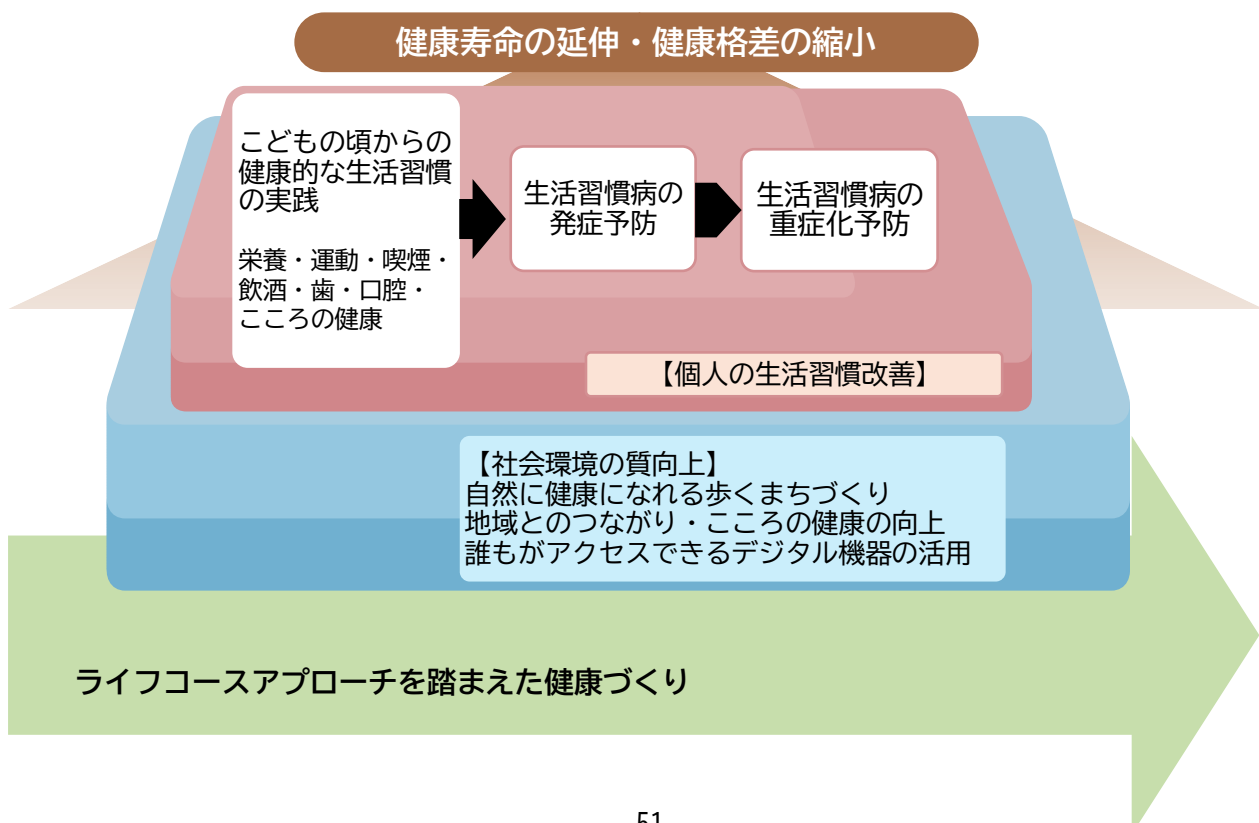 健康寿命の延伸・健康格差の縮小
こどもの頃からの
健康的な生活習慣
の実践
栄養・運動・喫煙・
飲酒・歯・口腔・
こころの健康
生活習慣病の
発症予防
生活習慣病の
重症化予防
【個人の生活習慣改善】
【社会環境の質向上】
自然に健康になれる歩くまちづくり
地域とのつながり・こころの健康の向上
誰もがアクセスできるデジタル機器の活用
ライフコースアプローチを踏まえた健康づくり
51